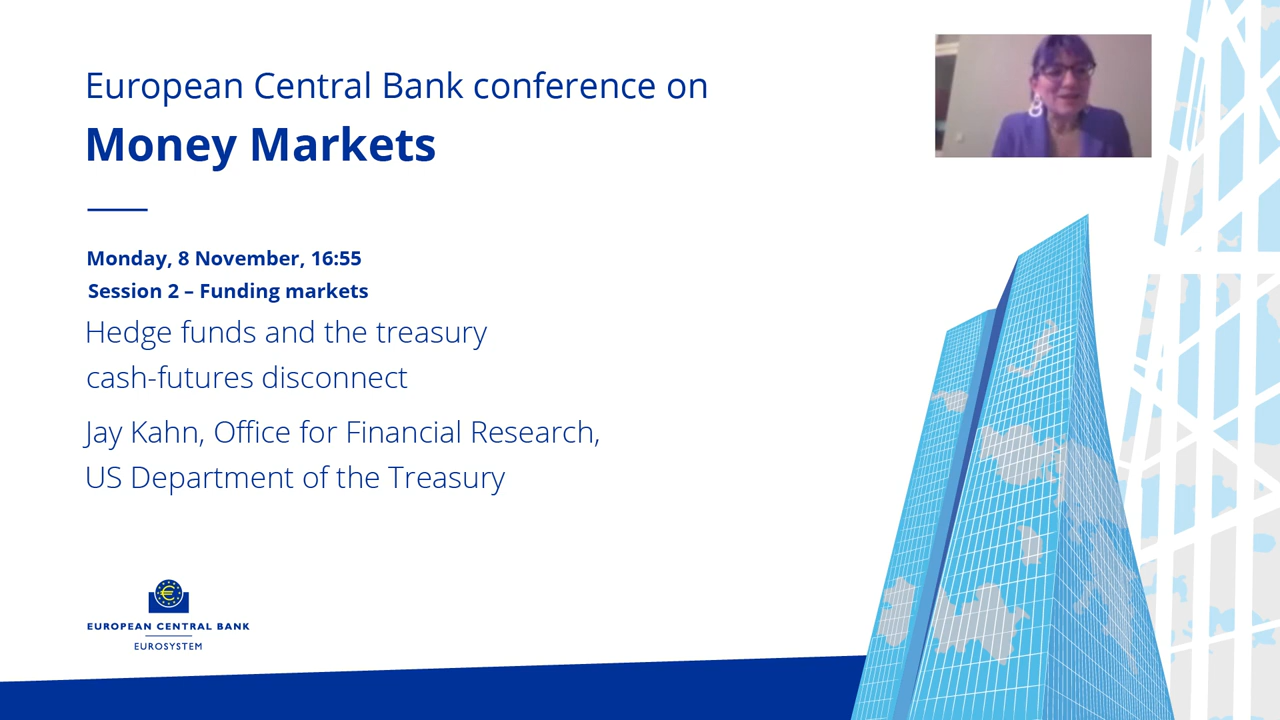 European Central Bank conference on
Money Markets
Monday, 8 November, 16:55
Session 2 – Funding markets
Hedge funds and the treasury
cash-futures disconnect
Jay Kahn, Office for Financial Research,
US Department of the Treasury
EUROPEAN CENTRAL BANK
EUROSYSTEM